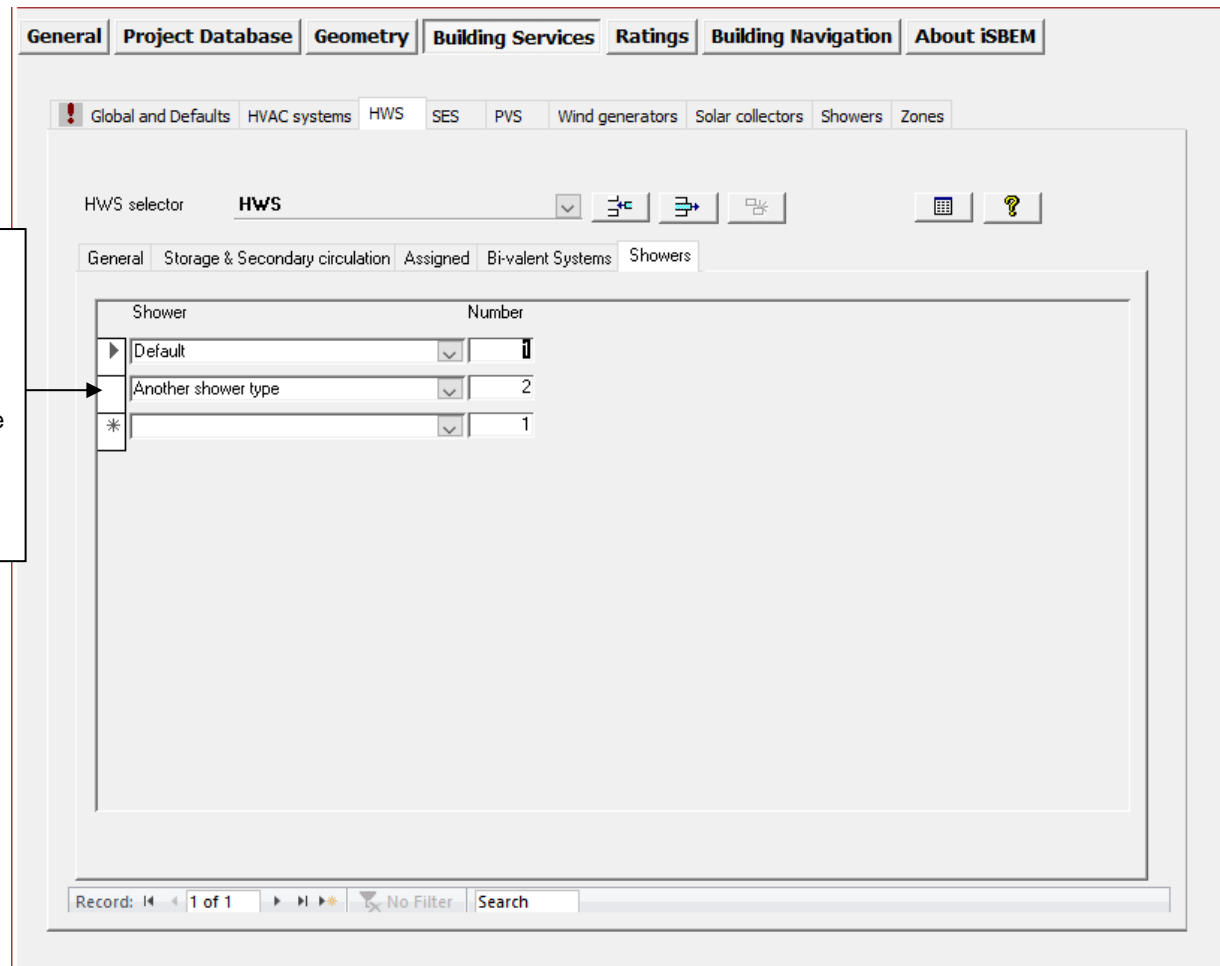 General Project Database Geometry Building Services Ratings Building Navigation About iSBEM
! Global and Defaults HVAC systems HWS SES PVS Wind generators Solar collectors Showers Zones
HWS selector HWS ?
General Storage & Secondary circulation Assigned Bi-valent Systems Showers
Shower Number
Default 1
Another shower type 2
e
* 1
Record: 1 of 1 No Filter Search